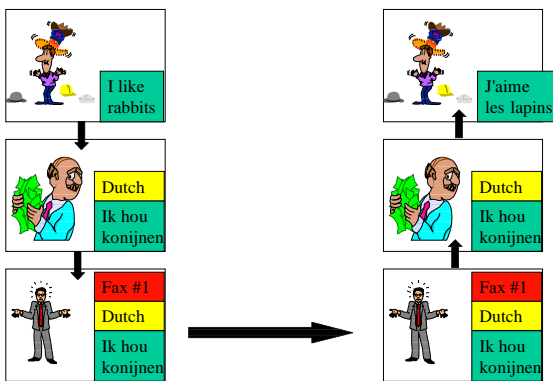 I like
rabbits
Dutch
Ik hou
konijnen
Fax #1
Dutch
Ik hou
konijnen
J'aime
les lapins
Dutch
Ik hou
konijnen
Fax #1
Dutch
Ik hou
konijnen